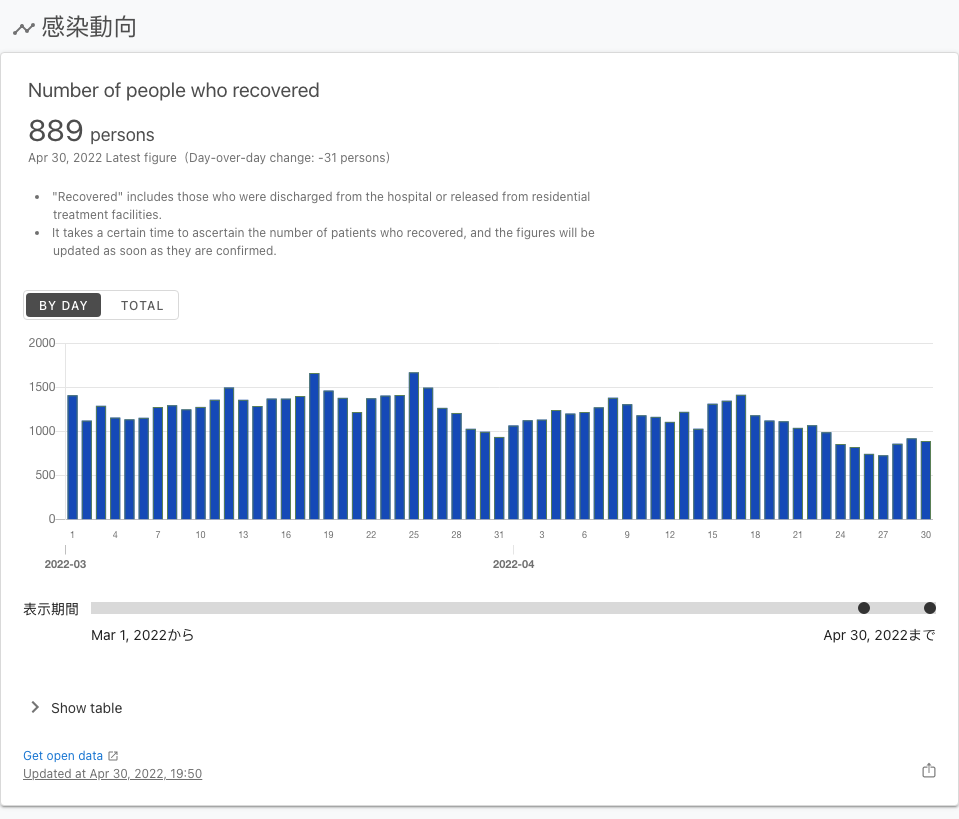 感染動向
Number of people who recovered
889 persons
Apr 30, 2022 Latest figure (Day-over-day change: -31 persons)
• "Recovered" includes those who were discharged from the hospital or released from residential
treatment facilities.
• It takes a certain time to ascertain the number of patients who recovered, and the figures will be
updated as soon as they are confirmed.
BY DAY TOTAL
2000
1500
1000
500
0
1 4 7 10 13 16 19 22 25 28 31 3 6 9 12 15 18 21 24 27 30
2022-03 2022-04
表示期間
Mar 1, 2022から Apr 30, 2022まで
Show table
Get open data
Updated at Apr 30, 2022, 19:50